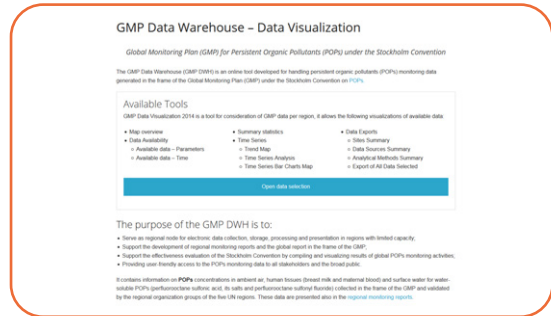 GMP Data Warehouse – Data Visualization
Global Monitoring Plan (GMP) for Persistent Organic Pollutants (POPs) under the Stockholm Convention
The GMP Data Warehouse (GMP DWH) is an online tool developed for handling persistent organic pollutants (POPs) monitoring data
generated in the frame of the Global Monitoring Plan (GMP) under the Stockholm Convention on POPs.
Available Tools
GMP Data Visualization 2014 is a tool for consideration of GMP data per region, it allows the following visualizations of available data:
• Map overview
• Data Availability
○ Available data – Parameters
○ Available data – Time
• Summary statistics
• Time Series
○ Trend Map
○ Time Series Analysis
○ Time Series Bar Charts Map
• Data Exports
○ Sites Summary
○ Data Sources Summary
○ Analytical Methods Summary
○ Export of All Data Selected
Open data selection
The purpose of the GMP DWH is to:
• Serve as regional node for electronic data collection, storage, processing and presentation in regions with limited capacity;
• Support the development of regional monitoring reports and the global report in the frame of the GMP;
• Support the effectiveness evaluation of the Stockholm Convention by compiling and visualizing results of global POPs monitoring activities;
• Providing user-friendly access to the POPs monitoring data to all stakeholders and the broad public.
It contains information on POPs concentrations in ambient air, human tissues (breast milk and maternal blood) and surface water for water-
soluble POPs (perfluorooctane sulfonic acid, its salts and perfluorooctane sulfonyl fluoride) collected in the frame of the GMP and validated
by the regional organization groups of the five UN regions. These data are presented also in the regional monitoring reports.